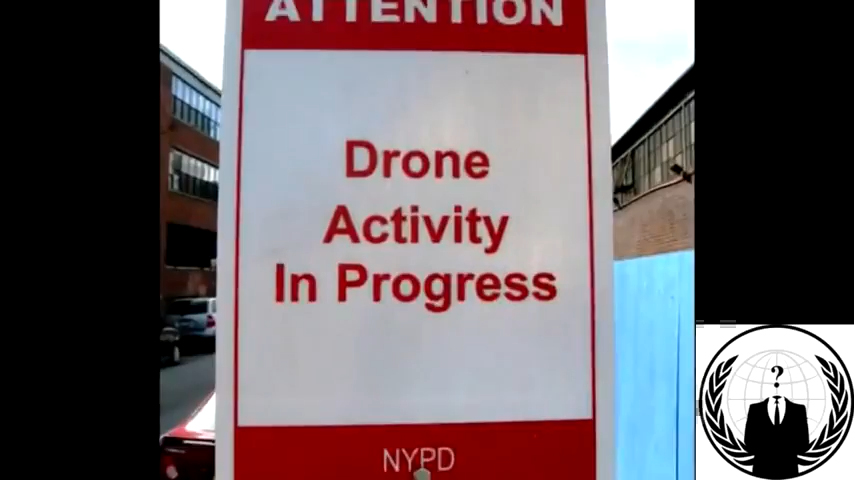 ATTENTION
Drone
Activity
In Progress
NYPD
?